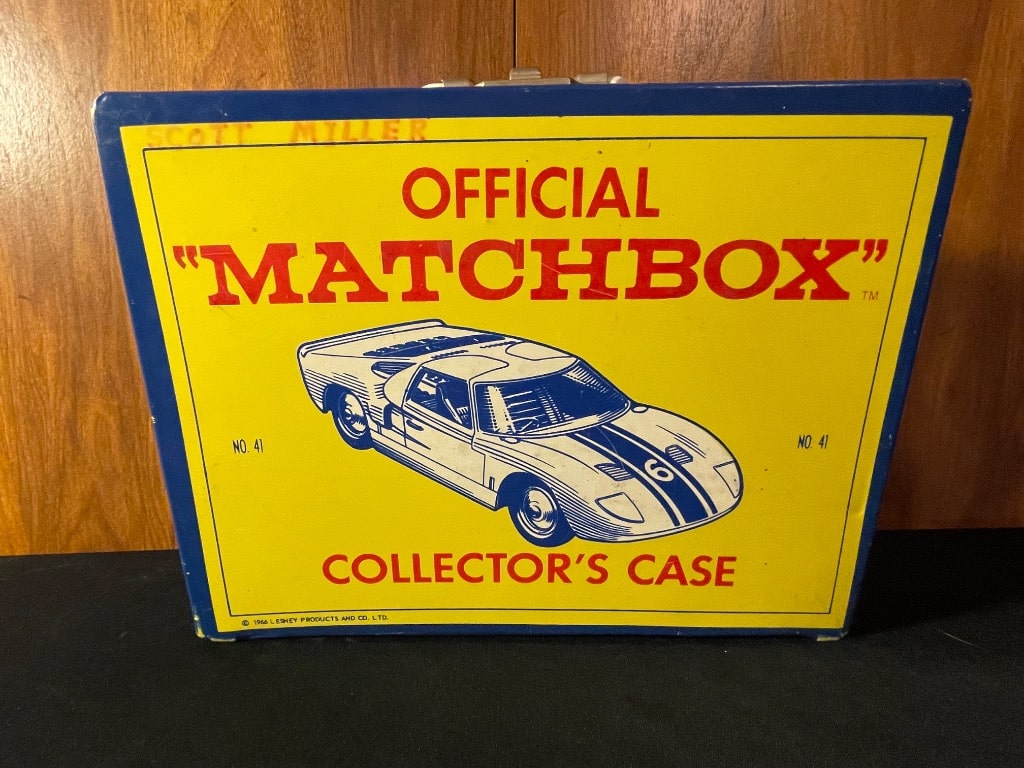 SCOTT MILLER
OFFICIAL
"MATCHBOX"
TM
NO. 41
NO. 41
6
COLLECTOR'S CASE
© 1966 LESNEY PRODUCTS AND CO. LTD.